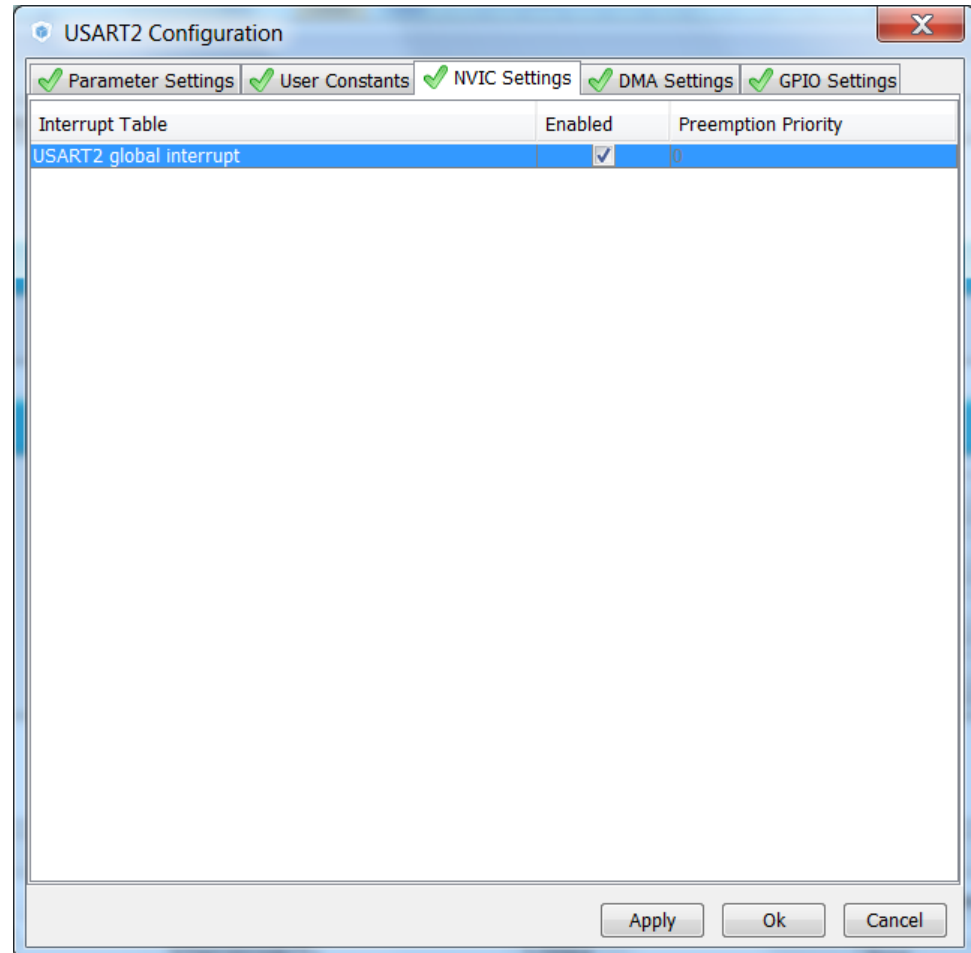 USART2 Configuration
X
Parameter Settings User Constants NVIC Settings DMA Settings GPIO Settings
Interrupt Table Enabled Preemption Priority
USART2 global interrupt 0
Apply Ok Cancel